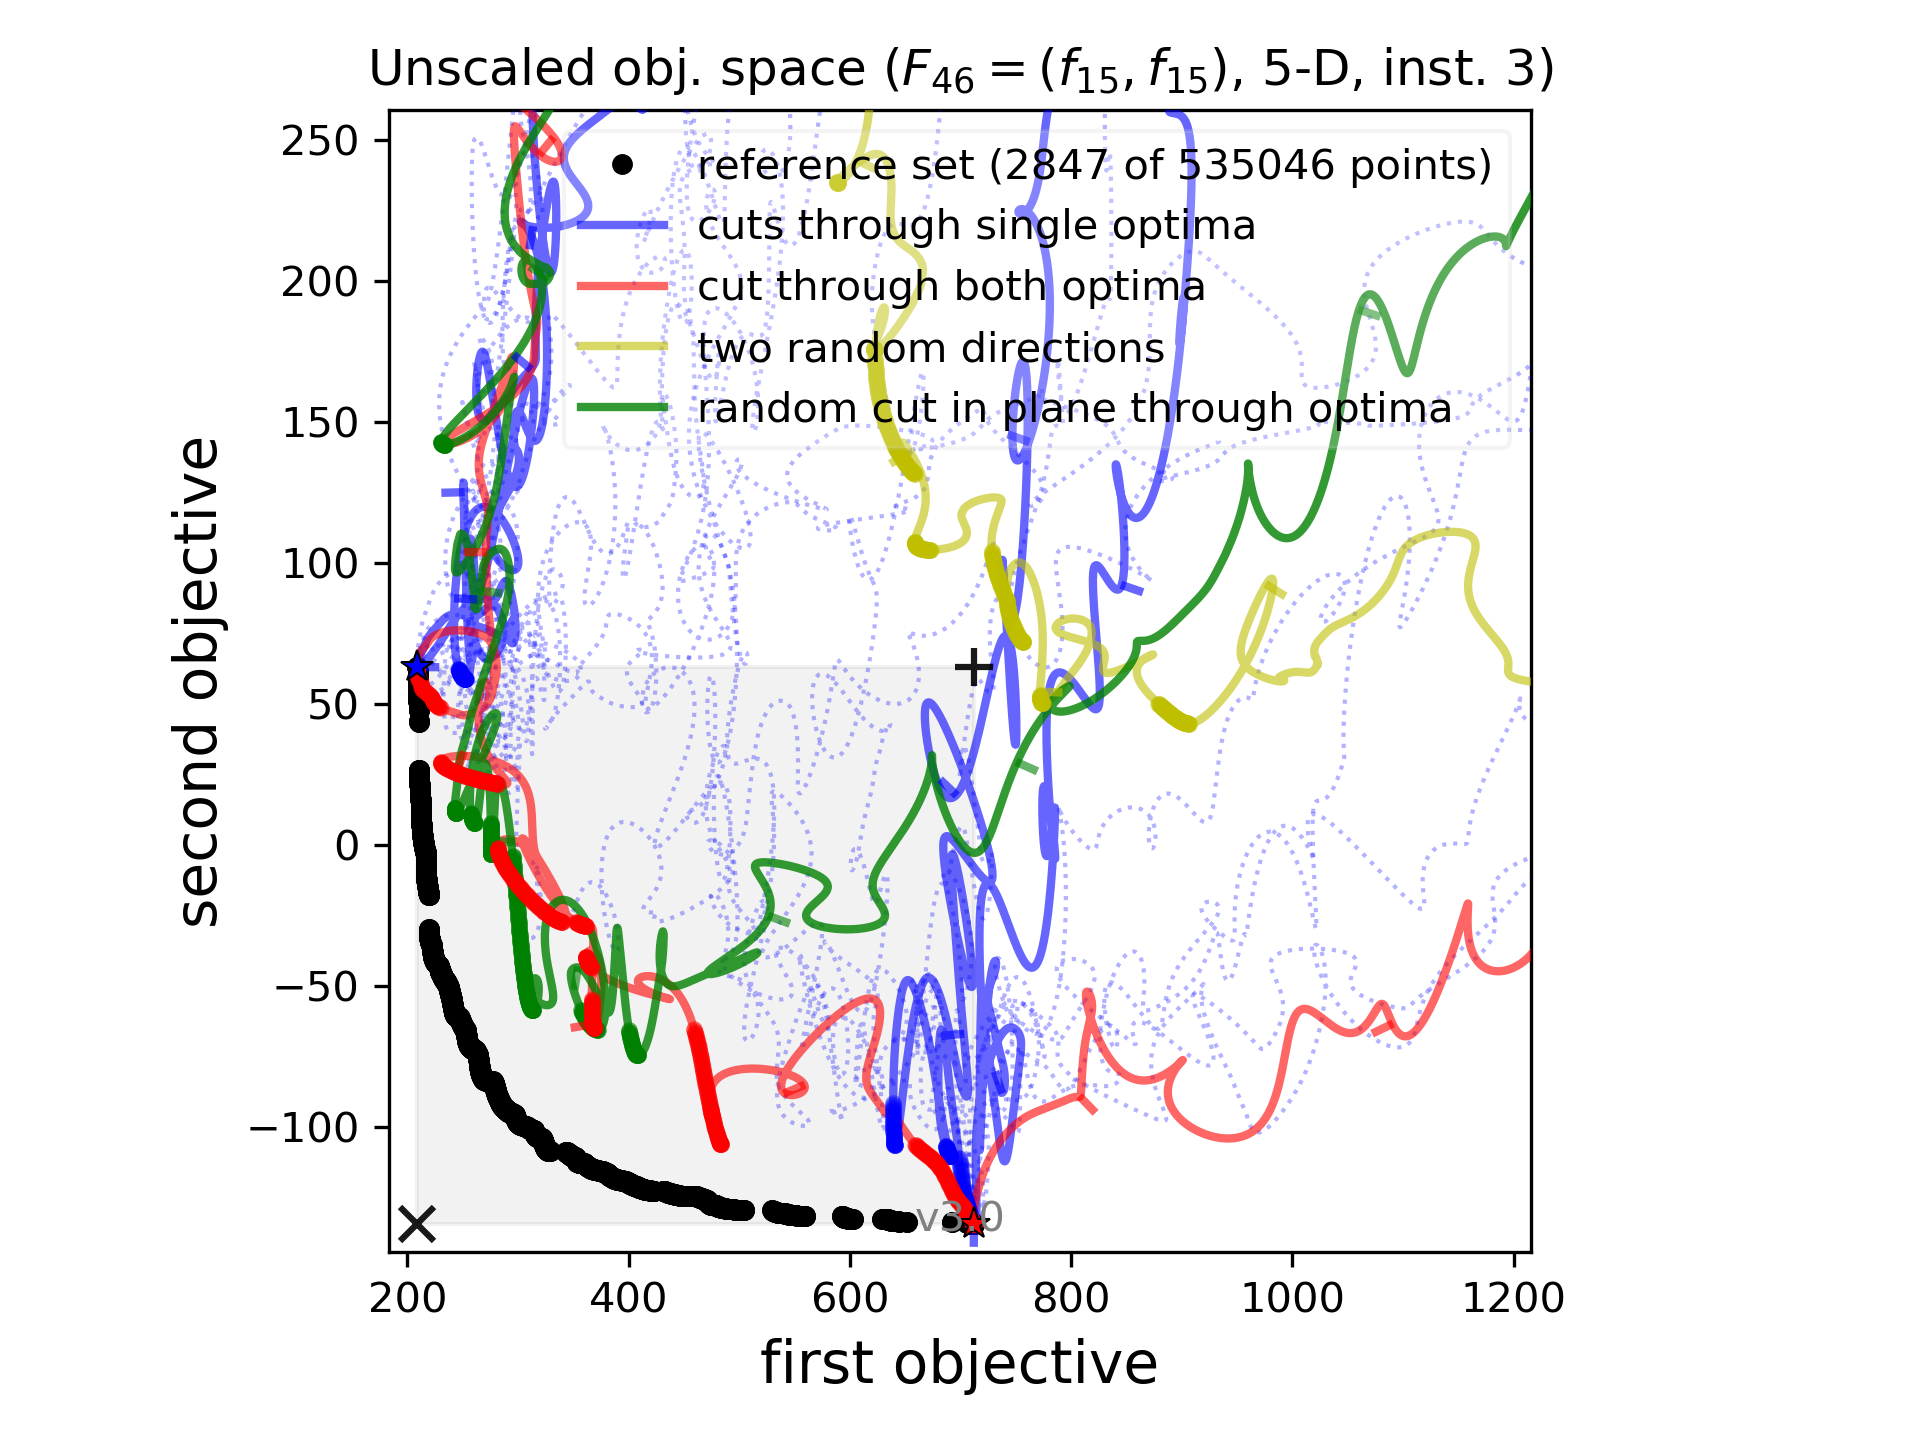 Unscaled obj. space (F46 = (f15, f15), 5-D, inst. 3)
250
200
150
100
50
0
−50
−100
second objective
reference set (2847 of 535046 points)
cuts through single optima
cut through both optima
two random directions
random cut in plane through optima
v3.0
200 400 600 800 1000 1200
first objective